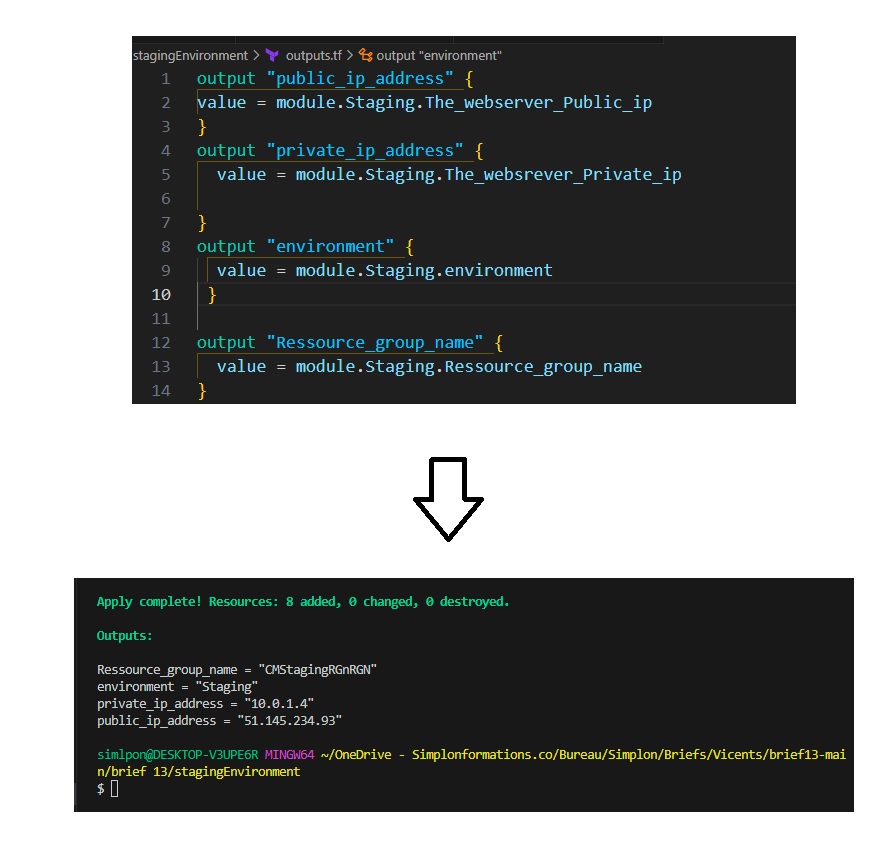 stagingEnvironment > outputs.tf > output "environment"
1 output "public_ip_address" {
2 value = module.Staging.The_webserver_Public_ip
3 }
4 output "private_ip_address" {
5 value = module.Staging.The_websrever_Private_ip
6
7 }
8 output "environment" {
9 value = module.Staging.environment
10 }
11
12 output "Ressource_group_name" {
13 value = module.Staging.Ressource_group_name
14 }
Apply complete! Resources: 8 added, 0 changed, 0 destroyed.
Outputs:
Ressource_group_name = "CMStagingRGnRGN"
environment = "Staging"
private_ip_address = "10.0.1.4"
public_ip_address = "51.145.234.93"
simlpon@DESKTOP-V3UPE6R MINGW64 ~/OneDrive - Simplonformations.co/Bureau/Simplon/Briefs/Vicents/brief13-mai
n/brief 13/stagingEnvironment
$